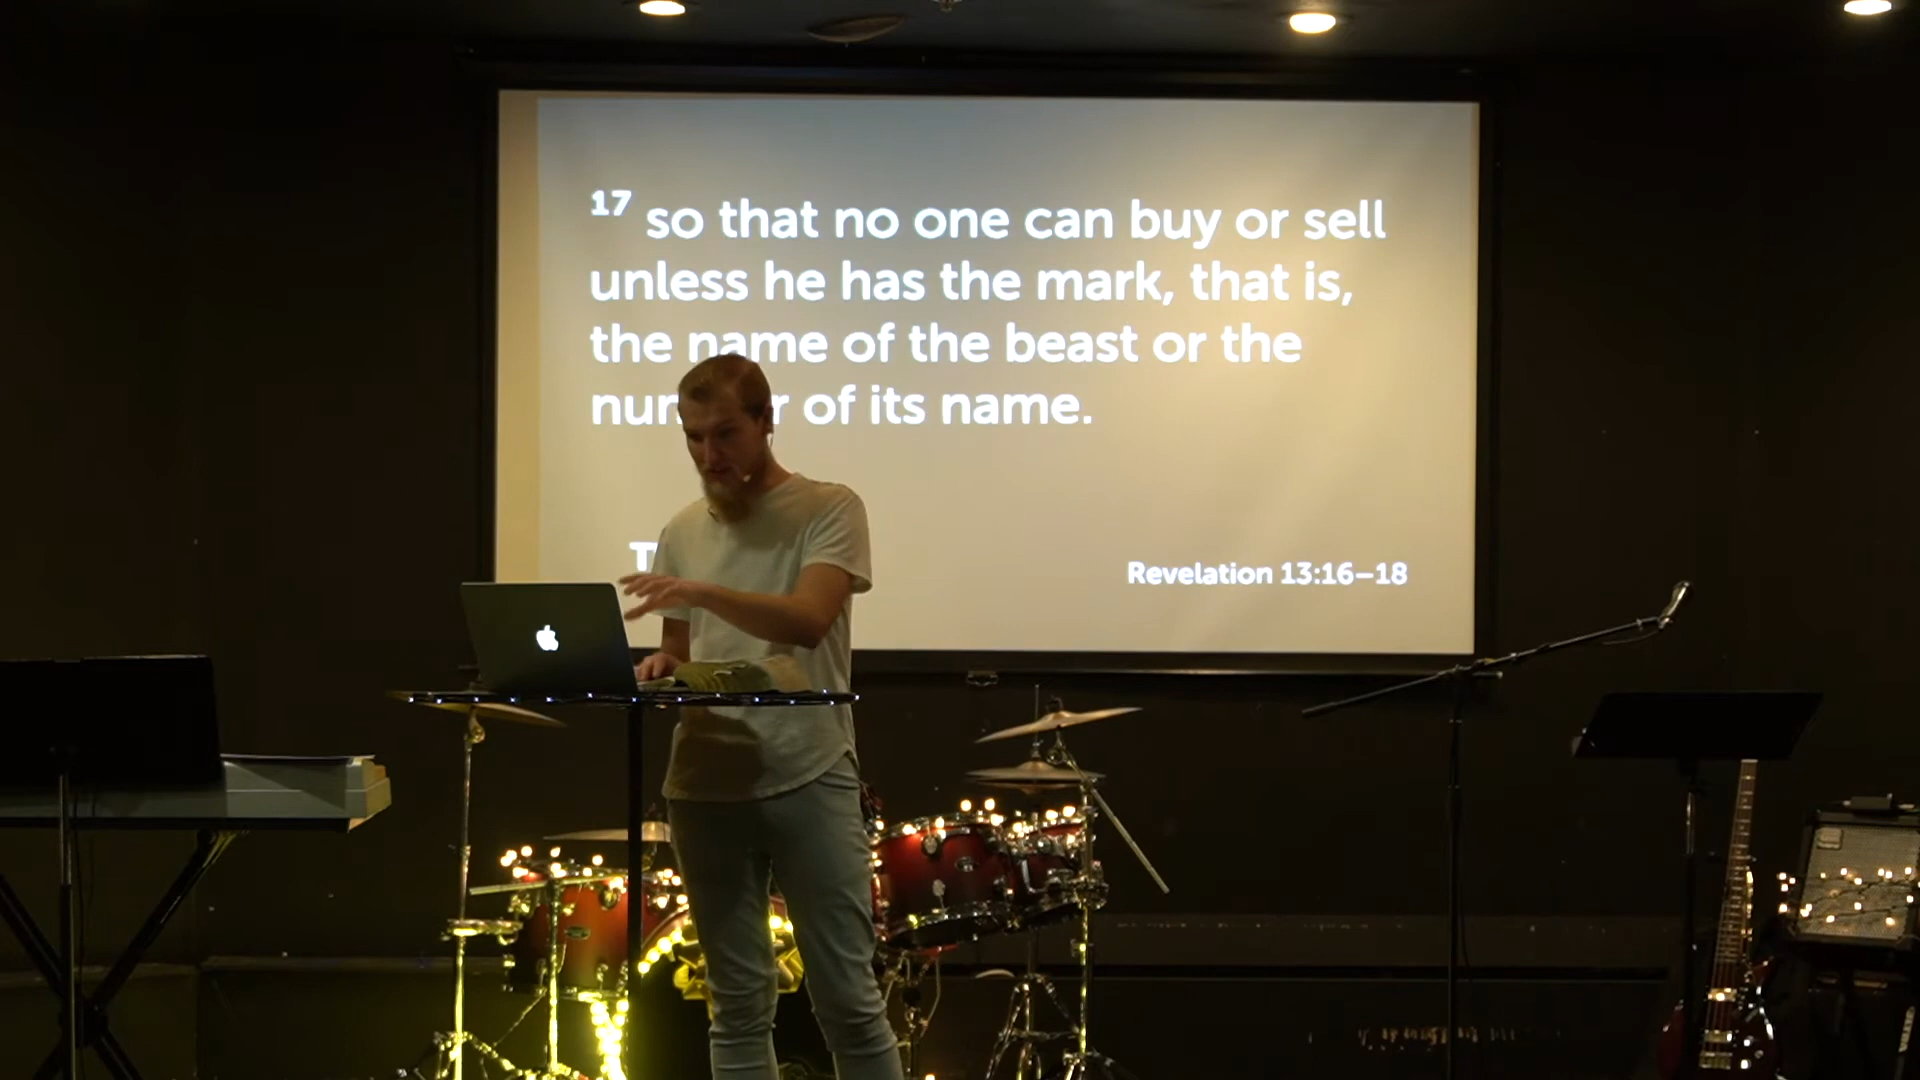 17 so that no one can buy or sell
unless he has the mark, that is,
the name of the beast or the
of its name.
Revelation 13:16–18